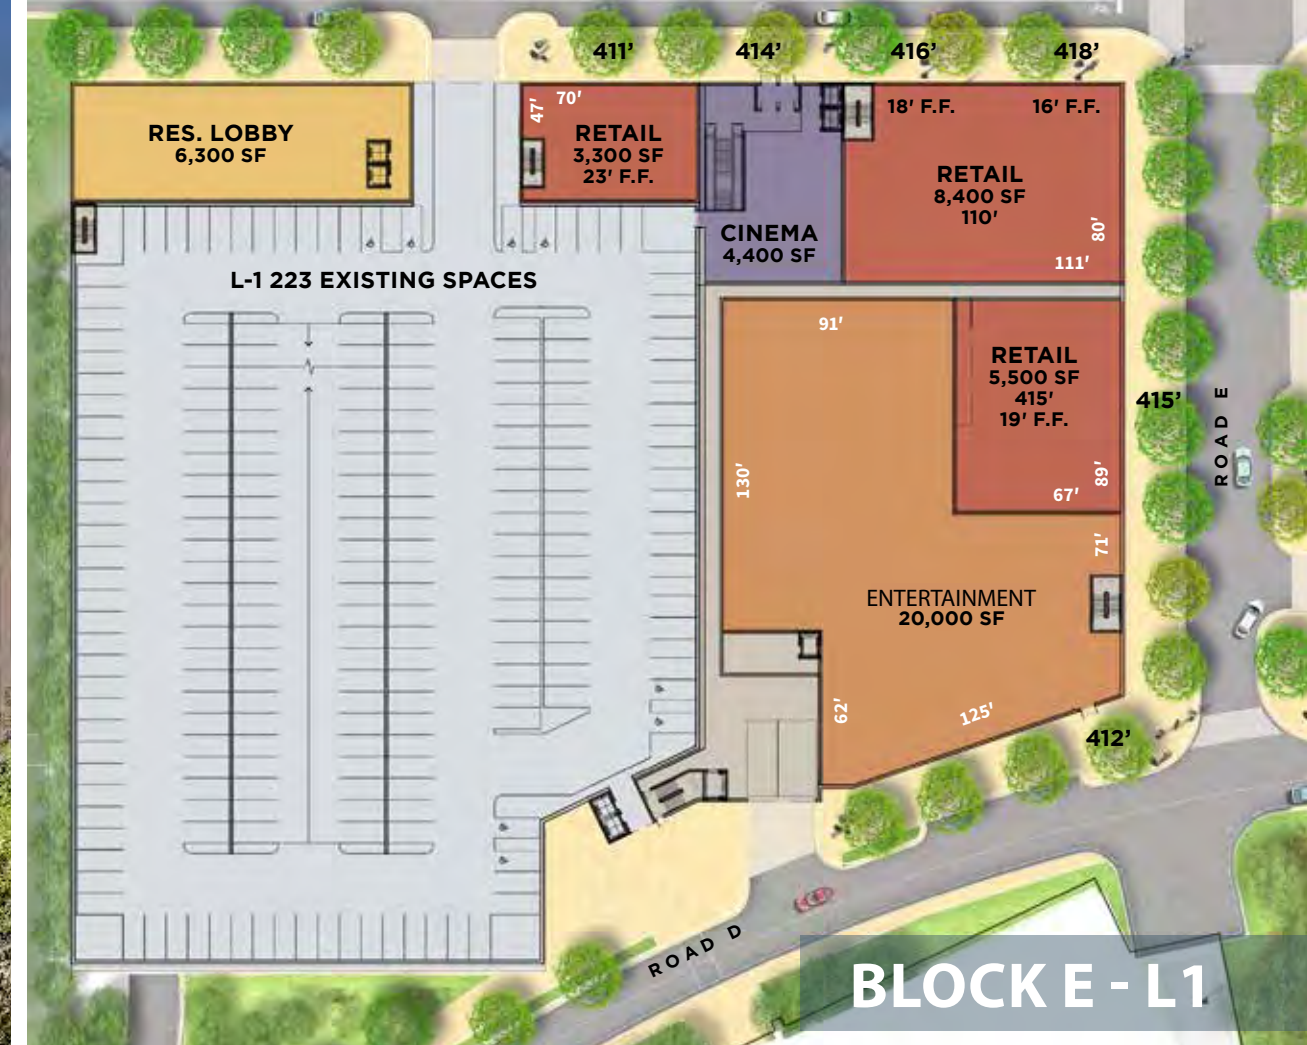 411’
414’
416’
418’
RES. LOBBY
6,300 SF
47'
70'
RETAIL
3,300 SF
23' F.F.
18' F.F.
16' F.F.
RETAIL
8,400 SF
110'
80'
111'
CINEMA
4,400 SF
L-1 223 EXISTING SPACES
91'
RETAIL
5,500 SF
415'
19' F.F.
89'
67'
415’
ROAD E
130'
71'
ENTERTAINMENT
20,000 SF
62'
125'
412’
ROAD D
BLOCK E - L1